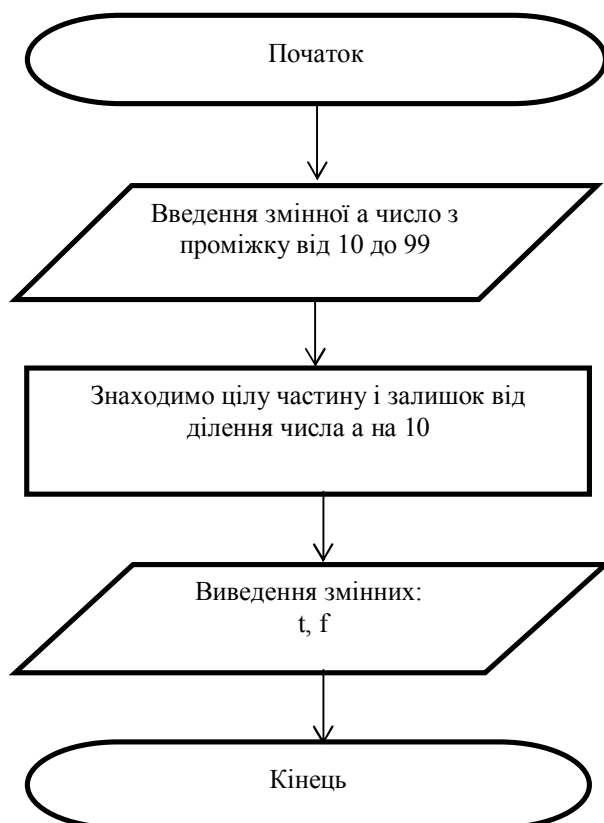 Початок
Введення змінної а число з
проміжку від 10 до 99
Знаходимо цілу частину і залишок від
ділення числа а на 10
Виведення змінних:
t, f
Кінець